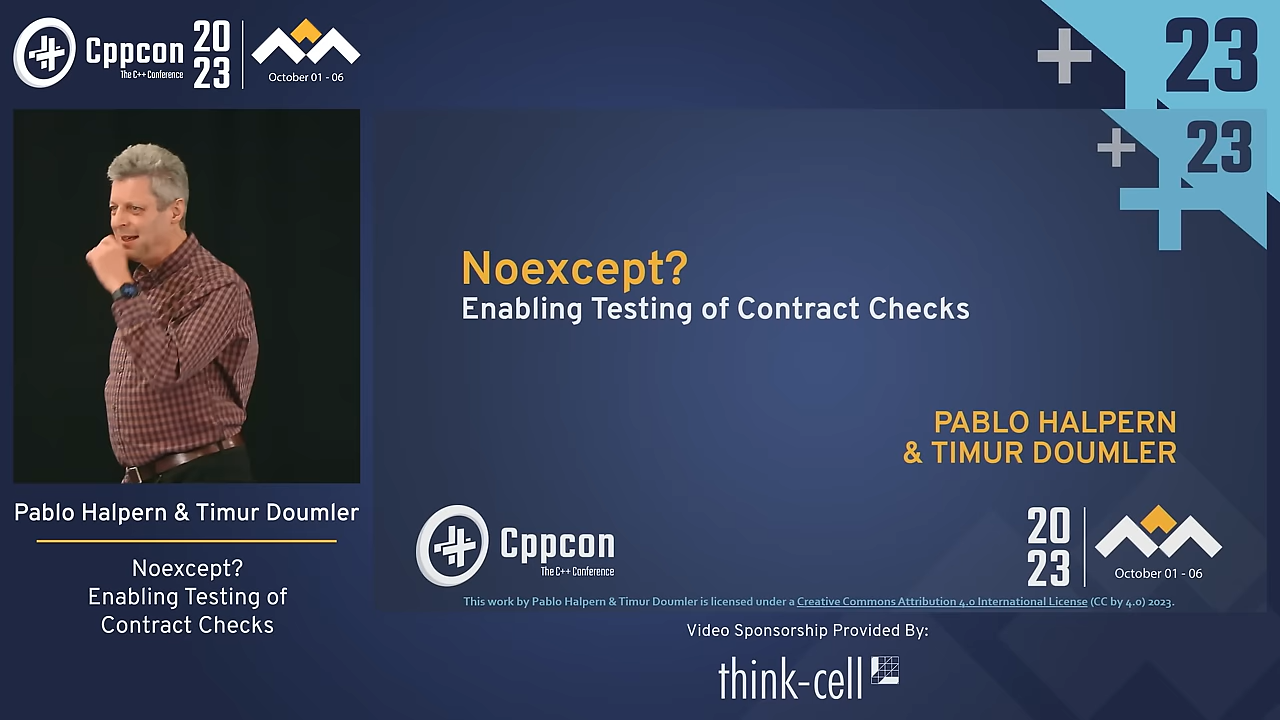 Cppcon
The C++ Conference
20
23
October 01 - 06
23
23
Noexcept?
Enabling Testing of Contract Checks
PABLO HALPERN
& TIMUR DOUMLER
Cppcon
The C++ Conference
20
23
October 01 - 06
This work by Pablo Halpern & Timur Doumler is licensed under a Creative Commons Attribution 4.0 International License (CC by 4.0) 2023.
Pablo Halpern & Timur Doumler
Noexcept?
Enabling Testing of
Contract Checks
Video Sponsorship Provided By:
think-cell